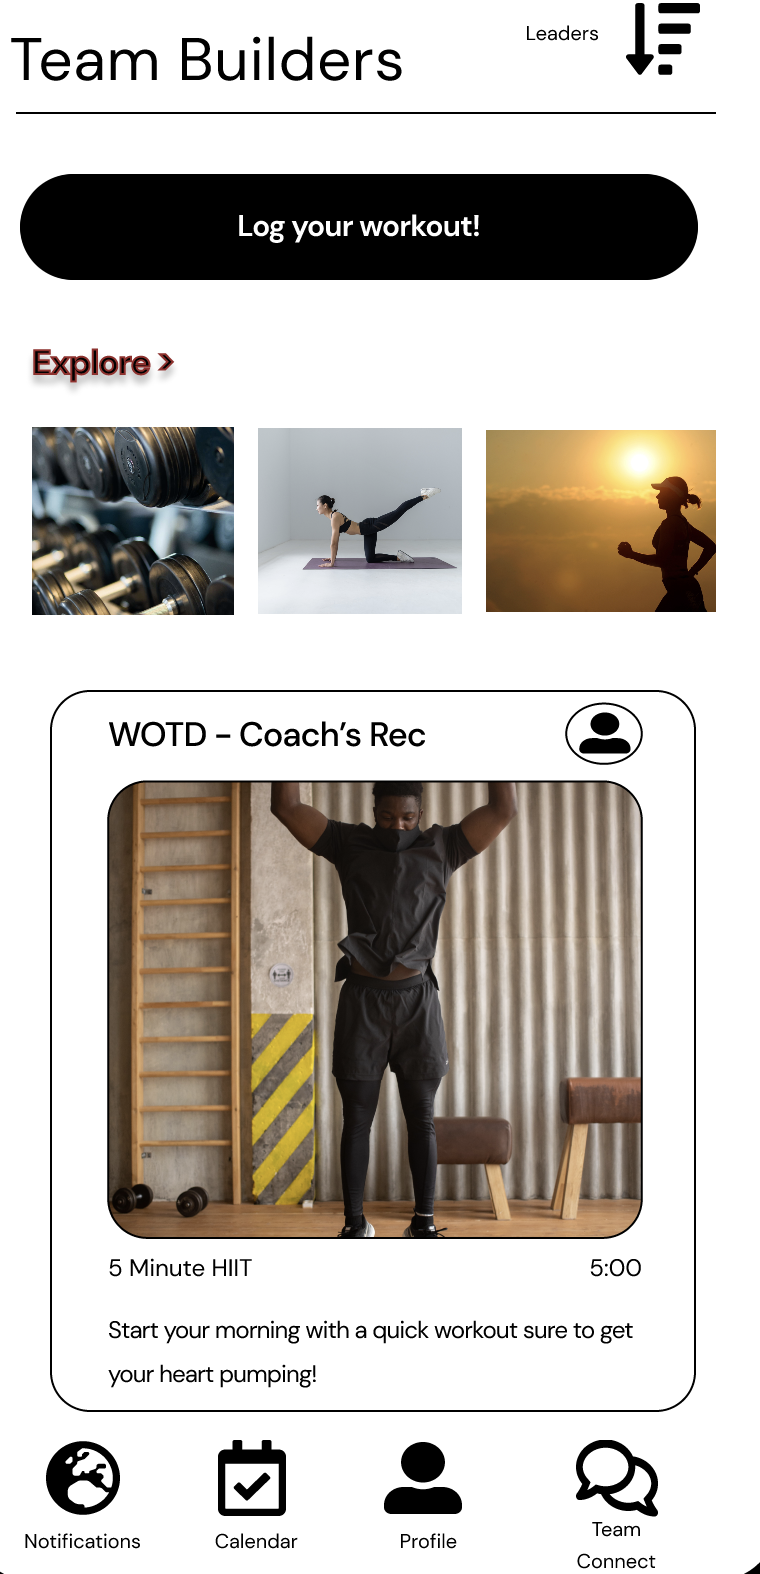 Leaders
Team Builders
Log your workout!
Explore >
WOTD - Coach's Rec
5 Minute HIIT 5:00
Start your morning with a quick workout sure to get
your heart pumping!
Notifications Calendar Profile Team
Connect